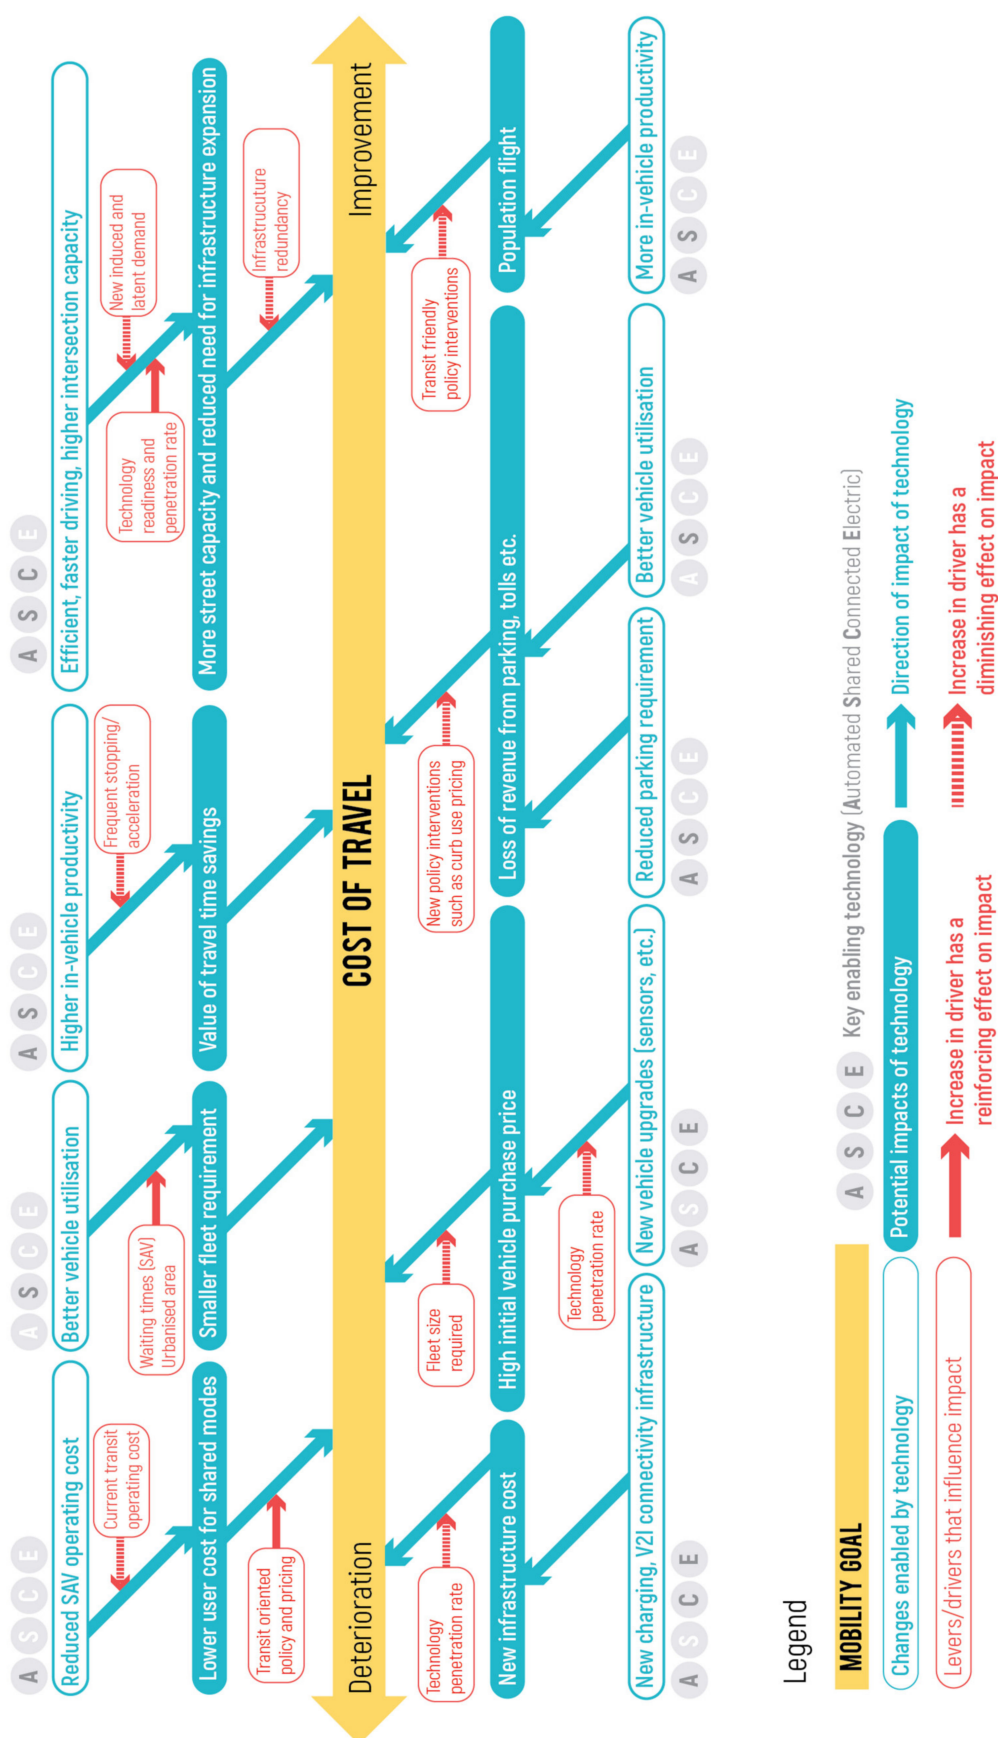 A S C E
Reduced SAV operating cost
Current transit
operating cost
Lower user cost for shared modes
Transit oriented
policy and pricing
A S C E
Better vehicle utilisation
Waiting times (SAV)
Urbanised area
Smaller fleet requirement
A S C E
Higher in-vehicle productivity
Frequent stopping/
acceleration
Value of travel time savings
A S C E
Efficient, faster driving, higher intersection capacity
New induced and
latent demand
Technology
readiness and
penetration rate
More street capacity and reduced need for infrastructure expansion
Infrastrucuture
redundancy
Deterioration
COST OF TRAVEL
Improvement
Technology
penetration rate
New infrastructure cost
New charging, V2I connectivity infrastructure
A S C E
Fleet size
required
High initial vehicle purchase price
Technology
penetration rate
New vehicle upgrades (sensors, etc.)
A S C E
New policy interventions
such as curb use pricing
Loss of revenue from parking, tolls etc.
Reduced parking requirement
A S C E
Better vehicle utilisation
A S C E
Transit friendly
policy interventions
Population flight
More in-vehicle productivity
A S C E
Legend
MOBILITY GOAL
A S C E Key enabling technology (Automated Shared Connected Electric)
Changes enabled by technology
Potential impacts of technology
Direction of impact of technology
Levers/drivers that influence impact
Increase in driver has a
reinforcing effect on impact
Increase in driver has a
diminishing effect on impact